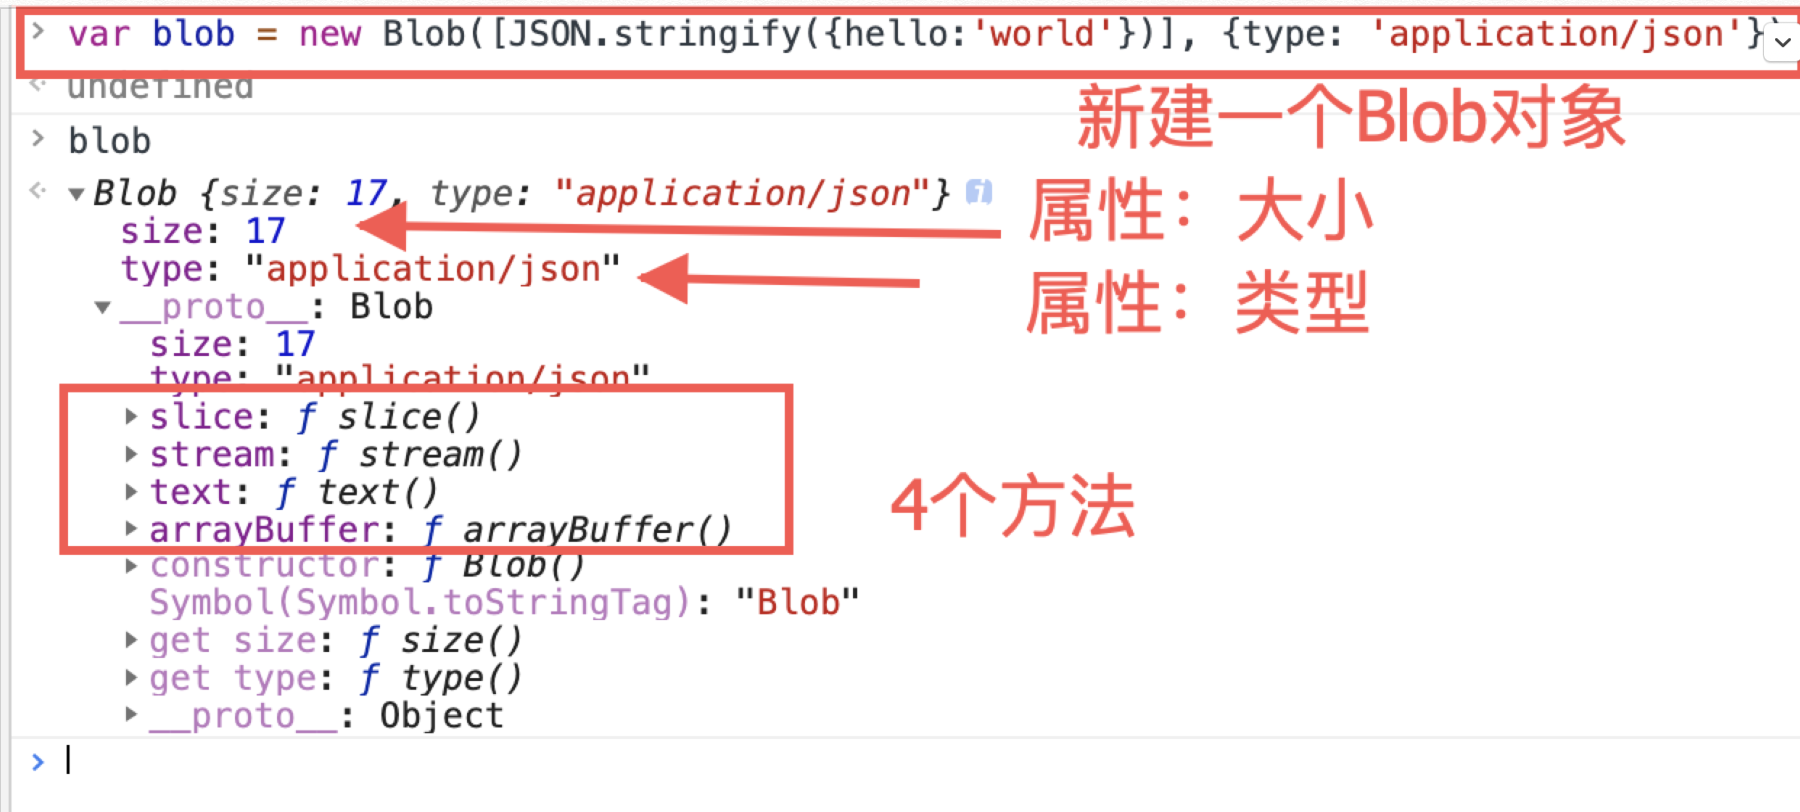 > var blob = new Blob([JSON.stringify({hello:'world'})], {type: 'application/json'})
undefined
新建一个Blob对象
> blob
Blob {size: 17, type: "application/json"}
size: 17
属性：大小
type: "application/json"
属性：类型
__proto__: Blob
size: 17
type: "application/json"
slice: ƒ slice()
stream: ƒ stream()
text: ƒ text()
4个方法
arrayBuffer: ƒ arrayBuffer()
constructor: ƒ Blob()
Symbol(Symbol.toStringTag): "Blob"
get size: ƒ size()
get type: ƒ type()
__proto__: Object
>